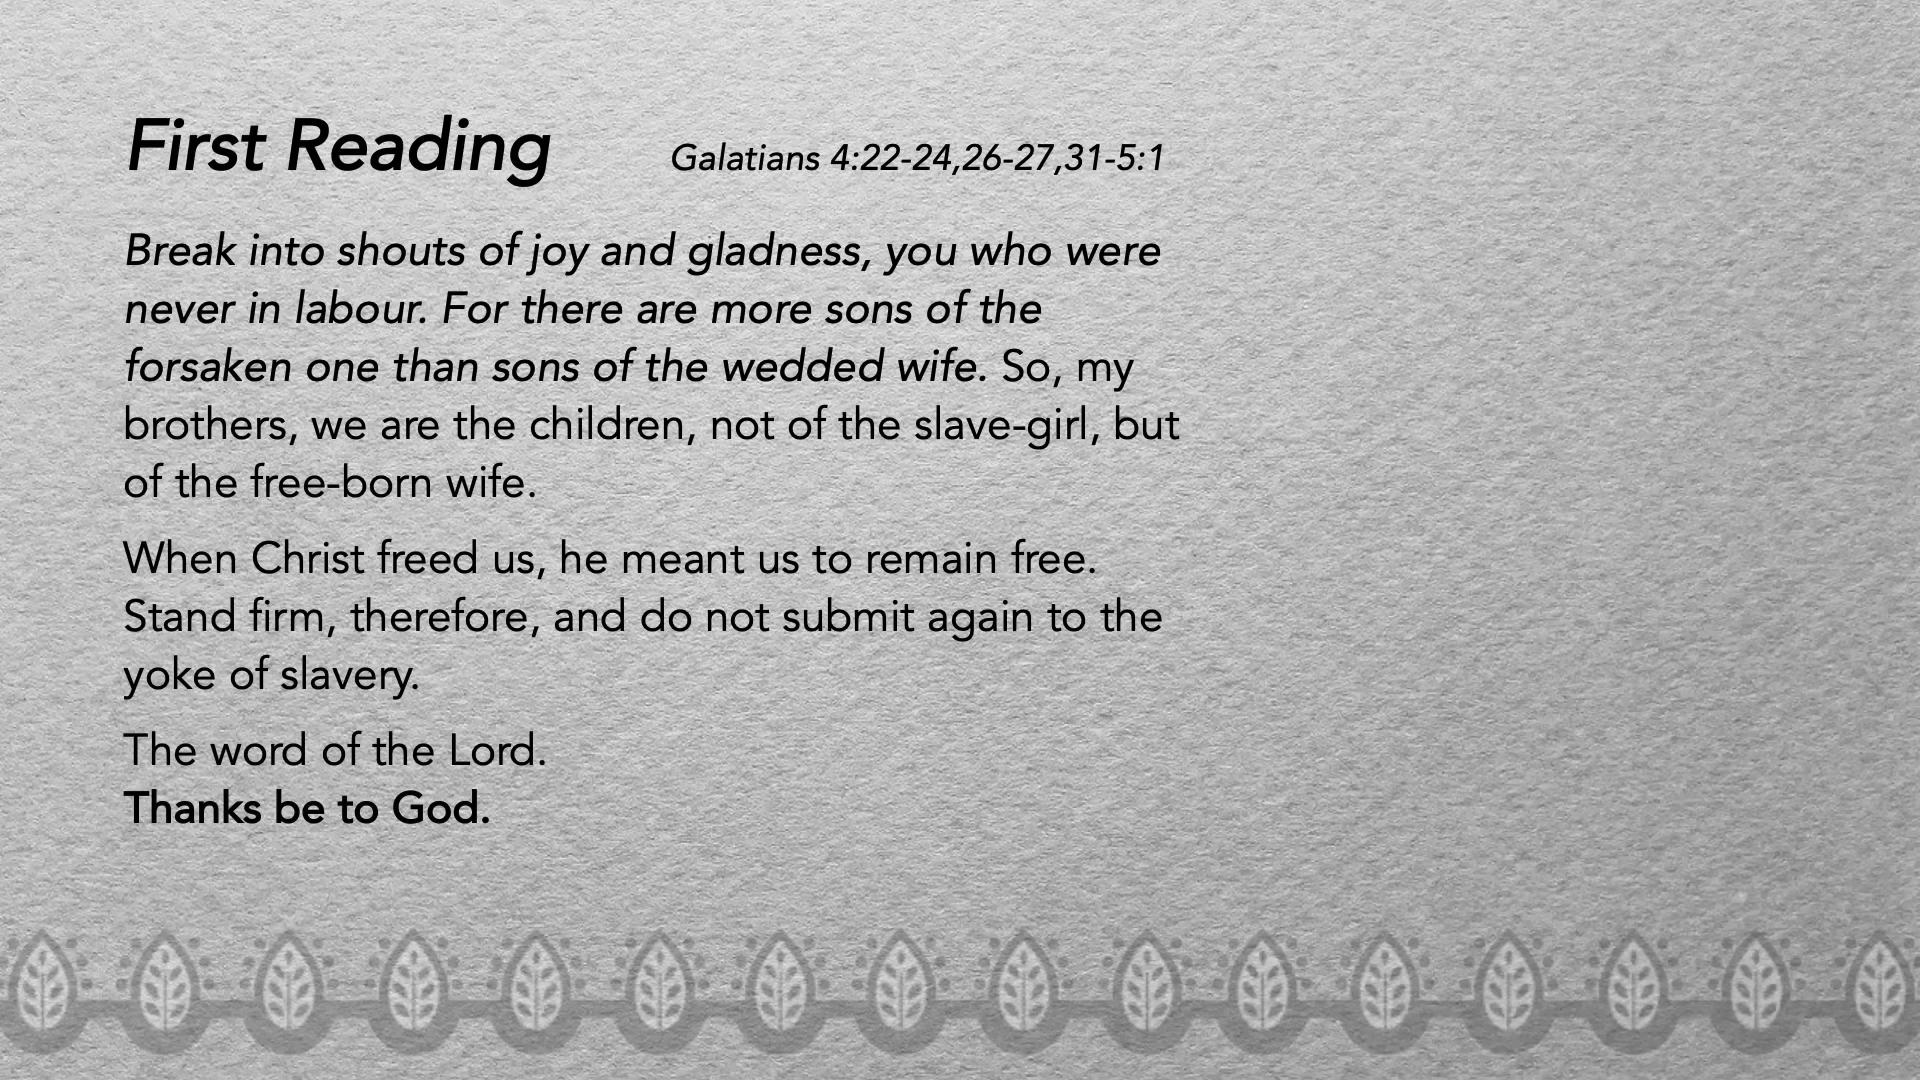 First Reading Galatians 4:22-24,26-27,31-5:1
Break into shouts of joy and gladness, you who were
never in labour. For there are more sons of the
forsaken one than sons of the wedded wife. So, my
brothers, we are the children, not of the slave-girl, but
of the free-born wife.
When Christ freed us, he meant us to remain free.
Stand firm, therefore, and do not submit again to the
yoke of slavery.
The word of the Lord.
Thanks be to God.